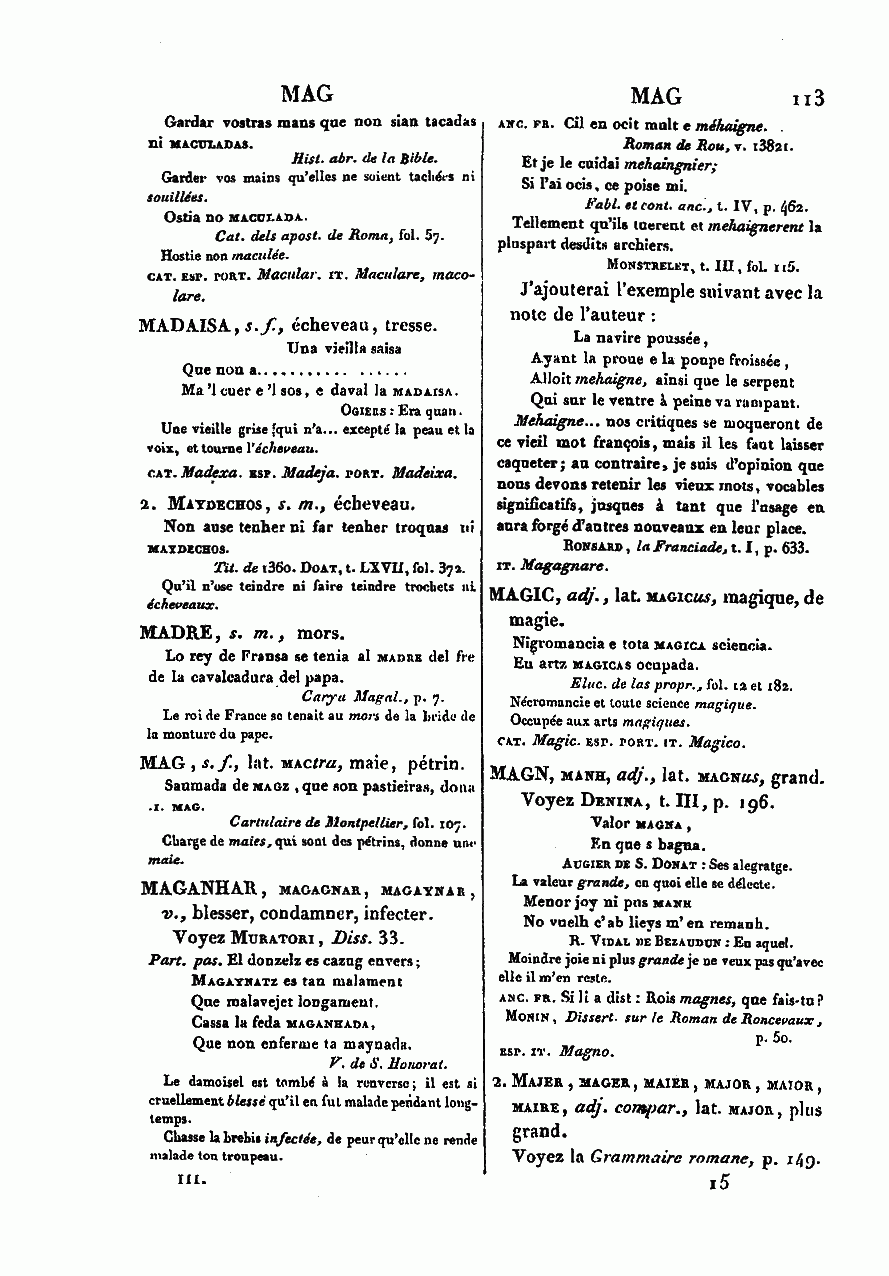 MAG
MAG 113
Gardar vostras mans que non sian tacadas
ni MACULADAS.
Hist. abr. de la Bible.
Garder vos mains qu'elles ne soient tachées ni
souillées.
Ostia no MACULADA.
Cat. dels apost. de Roma, fol. 57.
Hostie non maculée.
CAT. ESP. PORT. Macular. IT. Maculare, maco-
lare.
MADAISA, s. f., écheveau, tresse.
Una vieilla saisa
Que non a........... ......
Ma 'l cuer e 'l sos, e daval la MADAISA.
OGIERS : Era quan.
Une vieille grise qui n'a... excepté la peau et la
voix, et tourne l'écheveau.
CAT. Madexa. ESP. Madeja. PORT. Madeixa.
2. MAYDECHOS, s. m., écheveau.
Non ause tenher ni far tenher troquas ni
MAYDECHOS.
Tit. de 1360. DOAT, t. LXVII, fol. 372.
Qu'il n'ose teindre ni faire teindre trochets ni
écheveaux.
MADRE, s. m., mors.
Lo rey de Fransa se tenia al MADRE del fre
de la cavalcadura del papa.
Carya Magal., p. 7.
Le roi de France se tenait au mors de la bride de
la monture du pape.
MAG, s. f., lat. MACtra, maie, pétrin.
Saumada de MAGZ, que son pastieiras, dona
.I. MAG.
Cartulaire de Montpellier, fol. 107.
Charge de maies, qui sont des pétrins, donne une
maie.
MAGANHAR, MAGAGNAR, MAGAYNAR,
v., blesser, condamner, infecter.
Voyez MURATORI, Diss. 33.
Part. pas. El donzelz es cazug envers;
MAGAYNATZ es tan malament
Que malavejet longament.
Cassa la feda MAGANHADA,
Que non enferme ta maynada.
V. de S. Honorat.
Le damoisel est tombé à la renverse; il est si
cruellement blessé qu'il en fut malade pendant long-
temps.
Chasse la brebis infectée, de peur qu'elle ne rende
malade ton troupeau.
III.
ANC. FR. Cil en ocit mult e méhaigne.
Roman de Rou, v. 13821.
Et je le cuidai mehaingnier;
Si l'ai ocis, ce poise mi.
Fabl. et cont. anc., t. IV, p. 462.
Tellement qu'ils tuerent et mehaignerent la
pluspart desdits archiers.
MONSTRELET, t. III, fol. 115.
J'ajouterai l'exemple suivant avec la
note de l'auteur :
La navire poussée,
Ayant la proue e la poupe froissée,
Alloit mehaigne, ainsi que le serpent
Qui sur le ventre à peine va rampant.
Mehaigne... nos critiques se moqueront de
ce vieil mot françois, mais il les faut laisser
caqueter; au contraire, je suis d'opinion que
nous devons retenir les vieux mots, vocables
significatifs, jusques à tant que l'usage en
aura forgé d'autres nouveaux en leur place.
RONSARD, la Franciade, t. I, p. 633.
IT. Magagnare.
MAGIC, adj., lat. MAGICus, magique, de
magie.
Nigromancia e tota MAGICA sciencia.
En artz MAGICAS ocupada.
Eluc. de las propr., fol. 12 et 182.
Nécromancie et toute science magique.
Occupée aux arts magiques.
CAT. Magic. ESP. PORT. IT. Magico.
MAGN, MANH, adj., lat. MAGNus, grand.
Voyez DENINA, t. III, p. 196.
Valor MAGNA,
En que s bagna.
AUGIER DE S. DONAT : Ses alegratge.
La valeur grande, en quoi elle se délecte.
Menor joy ni pus MANH
No vuelh c'ab lieys m'en remanh.
R. VIDAL DE BEZAUDUN : En aquel.
Moindre joie ni plus grande je ne veux pas qu'avec
elle il m'en reste.
ANC. FR. Si li a dist : Rois magnes, que fais-tu?
MONIN, Dissert. sur le Roman de Roncevaux,
p. 50.
ESP. IT. Magno.
2. MAJER, MAGER, MAIER, MAJOR, MAIOR,
MAIRE, adj. compar., lat. MAJOR, plus
grand.
Voyez la Grammaire romane, p. 149.
15